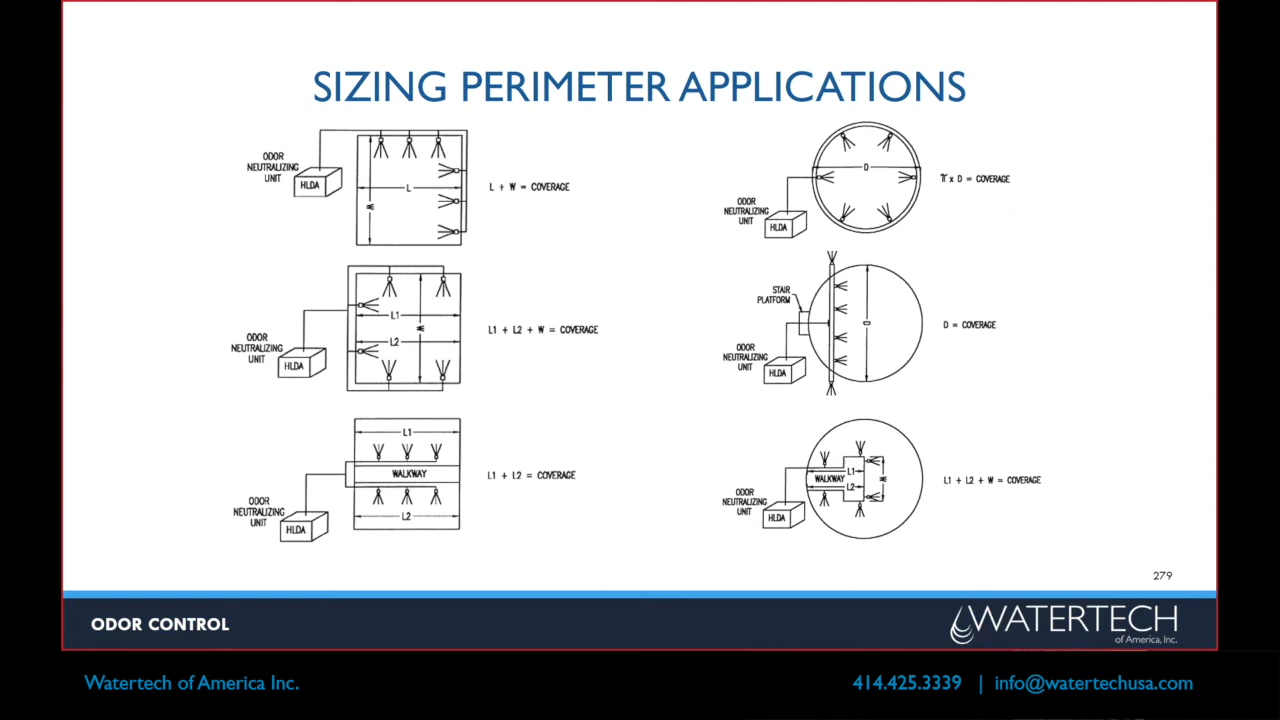 SIZING PERIMETER APPLICATIONS
ODOR
NEUTRALIZING
UNIT
HLDA
L
W
L + W = COVERAGE
ODOR
NEUTRALIZING
UNIT
HLDA
D
π x D = COVERAGE
ODOR
NEUTRALIZING
UNIT
HLDA
L1
L2
W
L1 + L2 + W = COVERAGE
STAIR
PLATFORM
ODOR
NEUTRALIZING
UNIT
HLDA
D
D = COVERAGE
ODOR
NEUTRALIZING
UNIT
HLDA
L1
WALKWAY
L2
L1 + L2 = COVERAGE
ODOR
NEUTRALIZING
UNIT
HLDA
L1
WALKWAY
L2
W
L1 + L2 + W = COVERAGE
279
ODOR CONTROL
WATERTECH
of America, Inc.
Watertech of America Inc.
414.425.3339 | info@watertechusa.com